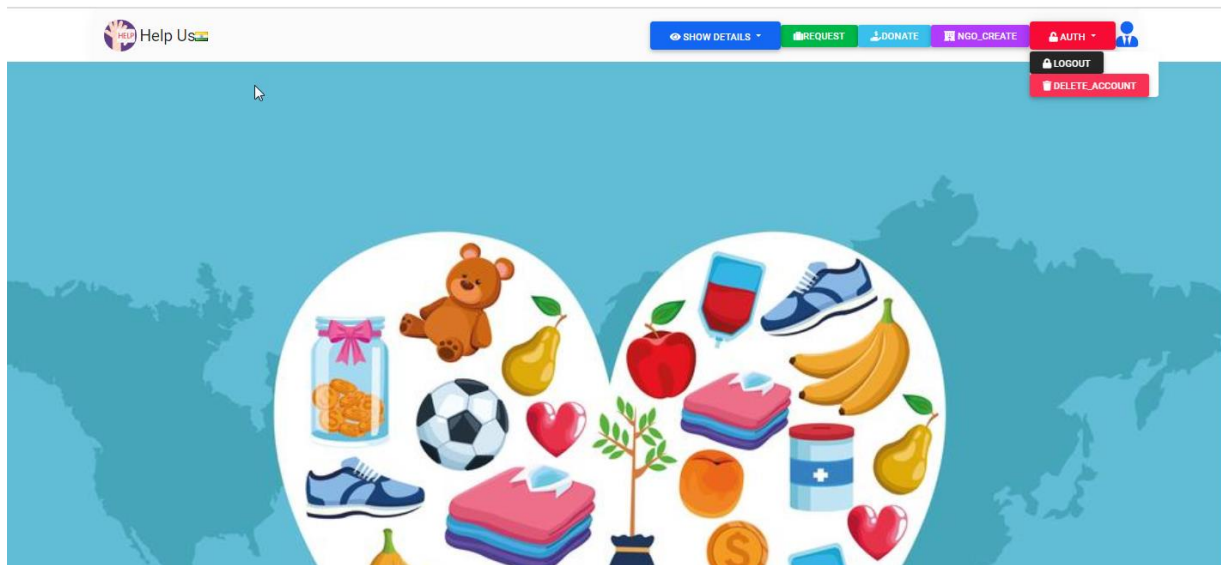 HELP Help Us
SHOW DETAILS REQUEST DONATE NGO_CREATE AUTH
LOGOUT
DELETE_ACCOUNT
$